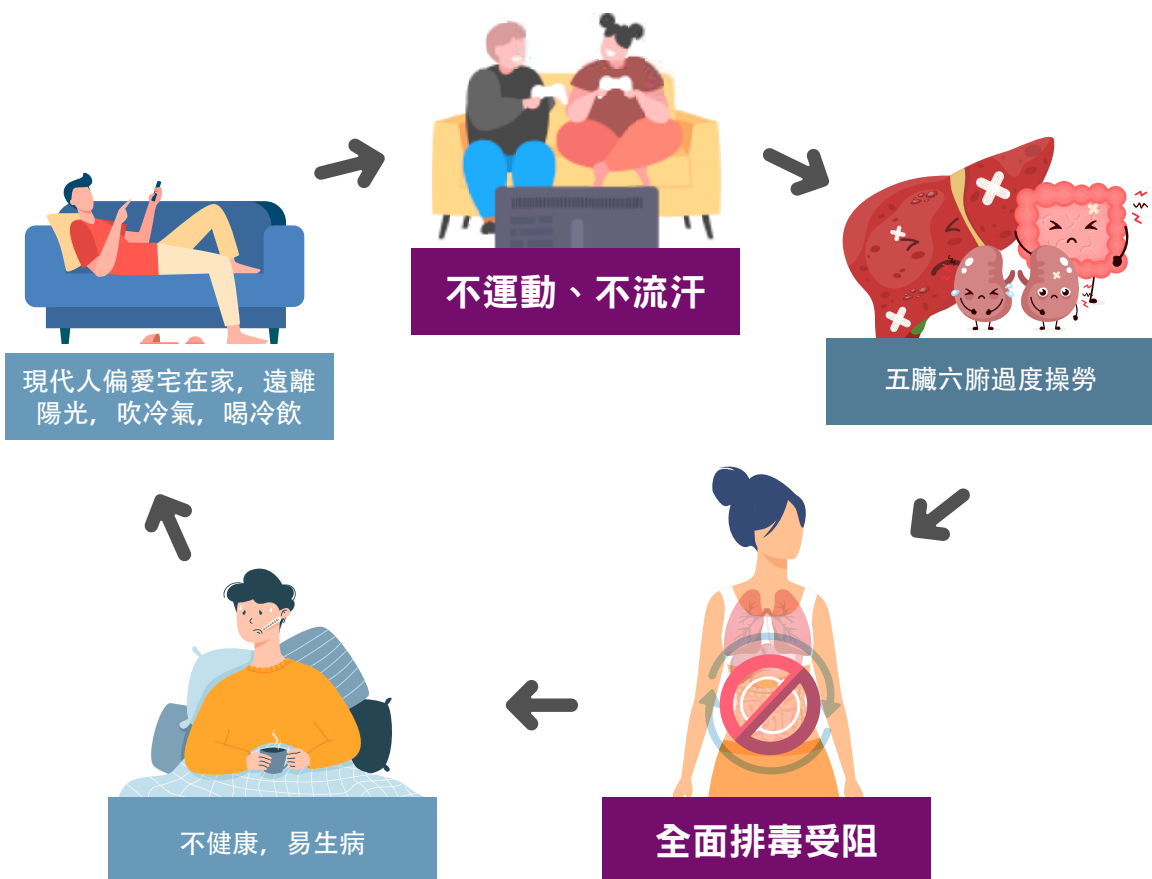 不運動、不流汗
現代人偏愛宅在家，遠離
陽光，吹冷氣，喝冷飲
五臟六腑過度操勞
不健康，易生病
全面排毒受阻